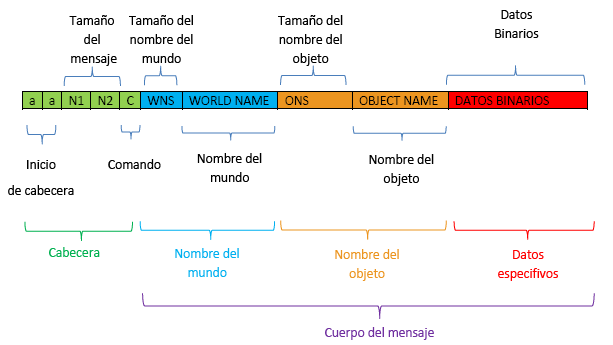 Tamaño
del
mensaje
Tamaño del
nombre del
mundo
Tamaño del
nombre del
objeto
Datos
Binarios
a a N1 N2 C WNS WORLD NAME ONS OBJECT NAME DATOS BINARIOS
Inicio
de cabecera
Comando
Nombre del
mundo
Nombre del
objeto
Cabecera
Nombre del
mundo
Nombre del
objeto
Datos
especifivos
Cuerpo del mensaje